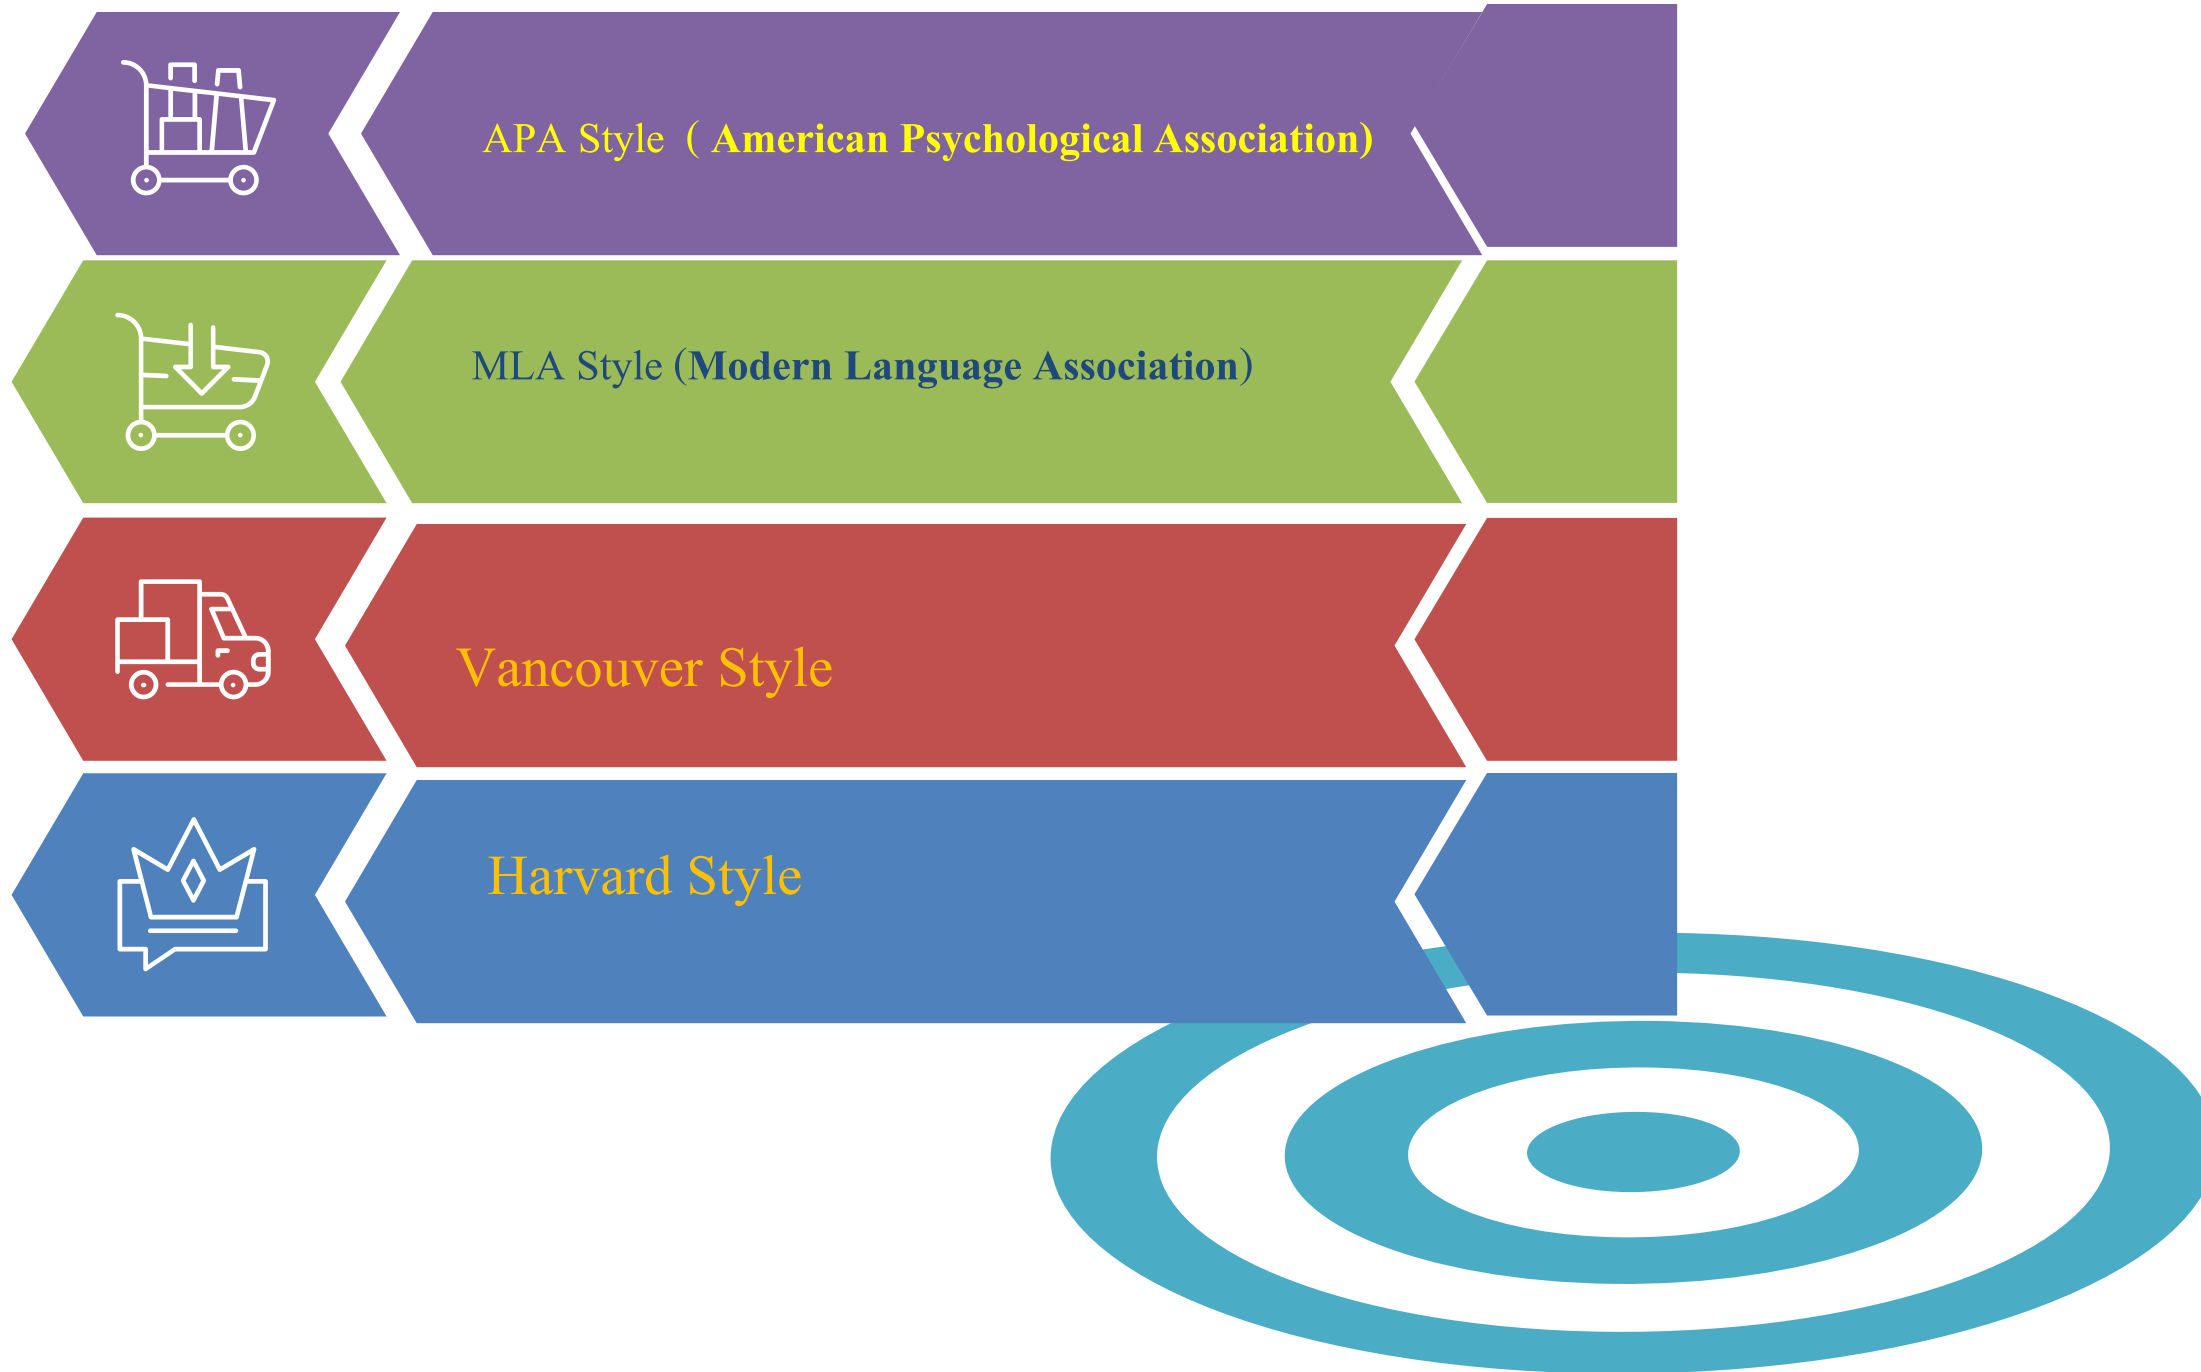 APA Style ( American Psychological Association)
MLA Style (Modern Language Association)
Vancouver Style
Harvard Style